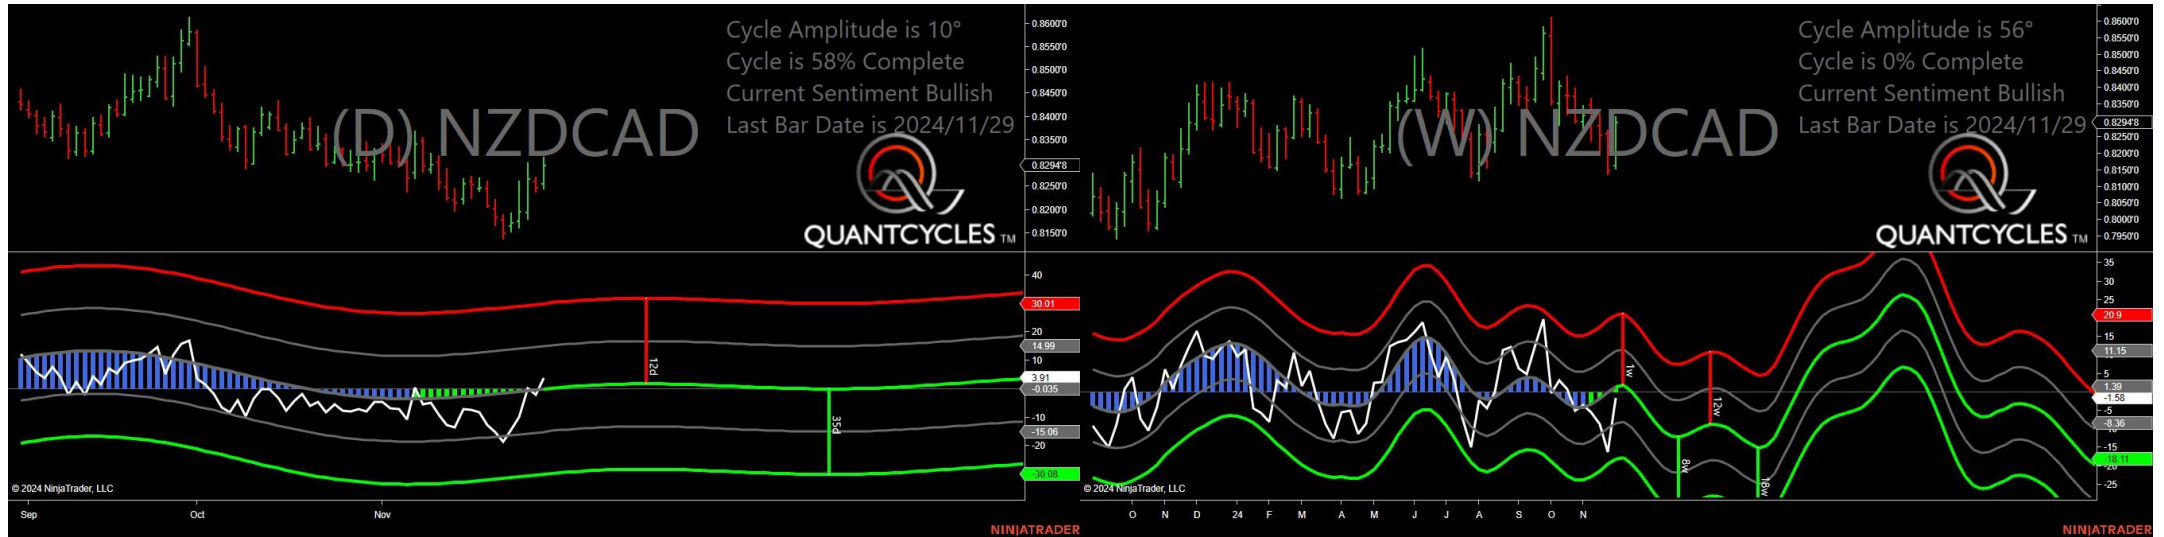 Cycle Amplitude is 10°
Cycle is 58% Complete
Current Sentiment Bullish
Last Bar Date is 2024/11/29
(D) NZDCAD
QUANTCYCLES TM
0.8600'0
0.8550'0
0.8500'0
0.8450'0
0.8400'0
0.8350'0
0.8294'8
0.8250'0
0.8200'0
0.8150'0
40
30.01
20
14.99
10
3.91
-0.035
-10
-15.06
-20
-30.08
12d
35d
© 2024 NinjaTrader, LLC
Sep Oct Nov
NINJATRADER
Cycle Amplitude is 56°
Cycle is 0% Complete
Current Sentiment Bullish
Last Bar Date is 2024/11/29
(W) NZDCAD
QUANTCYCLES TM
0.8600'0
0.8550'0
0.8500'0
0.8450'0
0.8400'0
0.8350'0
0.8294'8
0.8250'0
0.8200'0
0.8150'0
0.8100'0
0.8050'0
0.8000'0
0.7950'0
35
30
25
20.9
15
11.15
5
1.39
-1.58
-5
-8.36
-15
-18.11
-20
-25
1w
12w
8w
18w
© 2024 NinjaTrader, LLC
O N D 24 F M A M J J A S O N
NINJATRADER